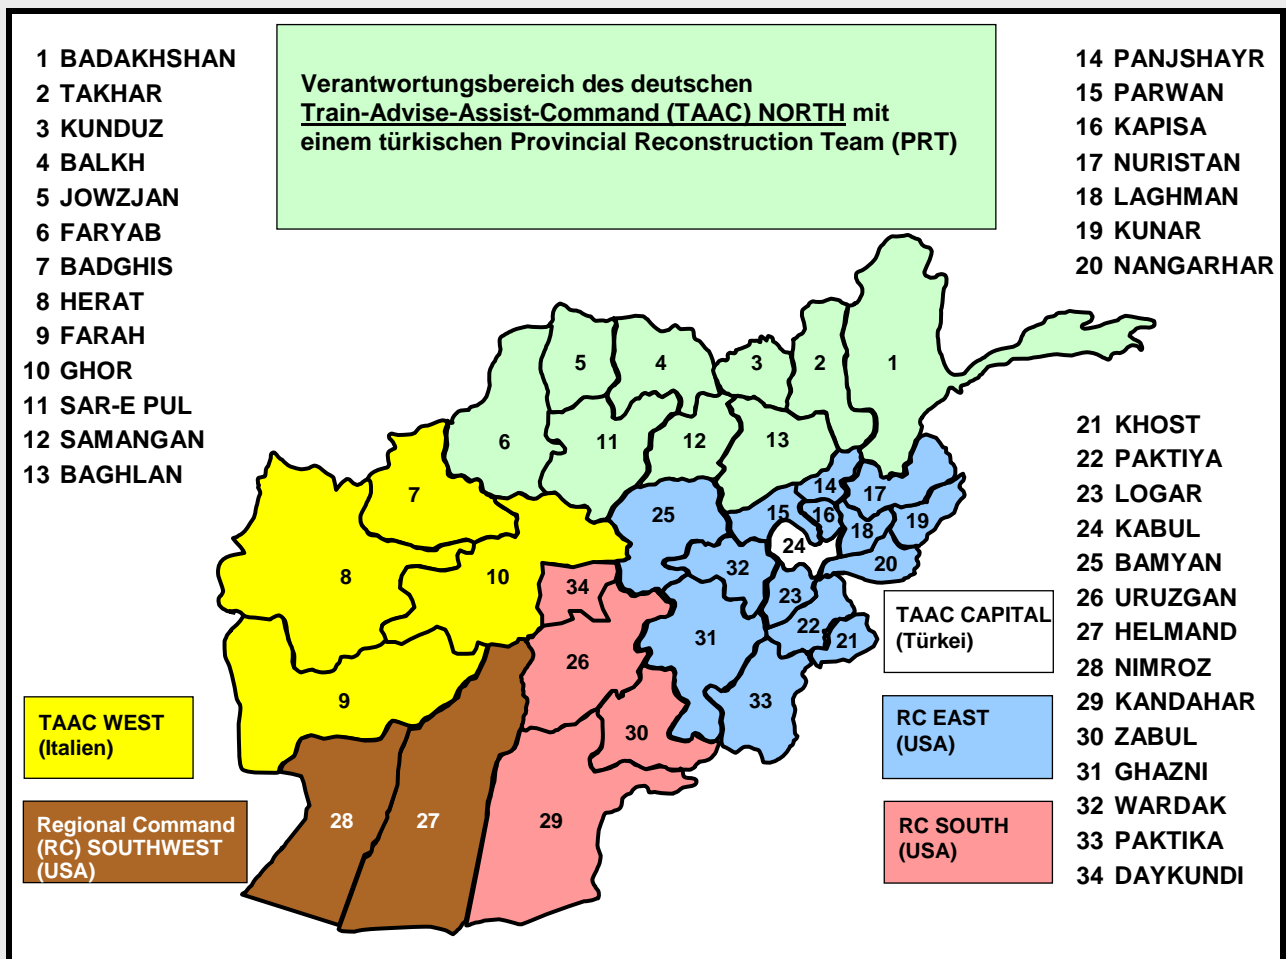 1 BADAKHSHAN
2 TAKHAR
3 KUNDUZ
4 BALKH
5 JOWZJAN
6 FARYAB
7 BADGHIS
8 HERAT
9 FARAH
10 GHOR
11 SAR-E PUL
12 SAMANGAN
13 BAGHLAN
Verantwortungsbereich des deutschen
Train-Advise-Assist-Command (TAAC) NORTH mit
einem türkischen Provincial Reconstruction Team (PRT)
14 PANJSHAYR
15 PARWAN
16 KAPISA
17 NURISTAN
18 LAGHMAN
19 KUNAR
20 NANGARHAR
21 KHOST
22 PAKTIYA
23 LOGAR
24 KABUL
25 BAMYAN
26 URUZGAN
27 HELMAND
28 NIMROZ
29 KANDAHAR
30 ZABUL
31 GHAZNI
32 WARDAK
33 PAKTIKA
34 DAYKUNDI
5
4
3
2
1
6
11
12
13
7
14
17
25
15
16
18
19
24
20
8
10
34
32
23
22
21
31
26
9
33
30
28
27
29
TAAC WEST
(Italien)
Regional Command
(RC) SOUTHWEST
(USA)
TAAC CAPITAL
(Türkei)
RC EAST
(USA)
RC SOUTH
(USA)